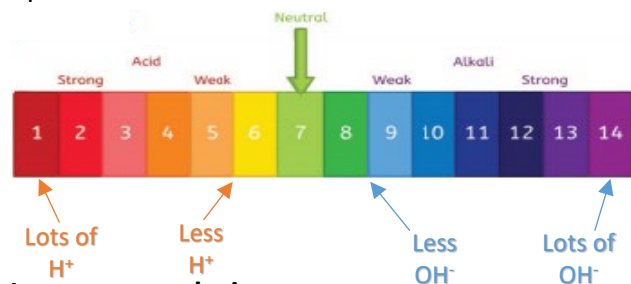 Neutral
Acid Alkali
Strong Weak Weak Strong
1 2 3 4 5 6 7 8 9 10 11 12 13 14
Lots of Less Less Lots of
H⁺ H⁺ OH⁻ OH⁻